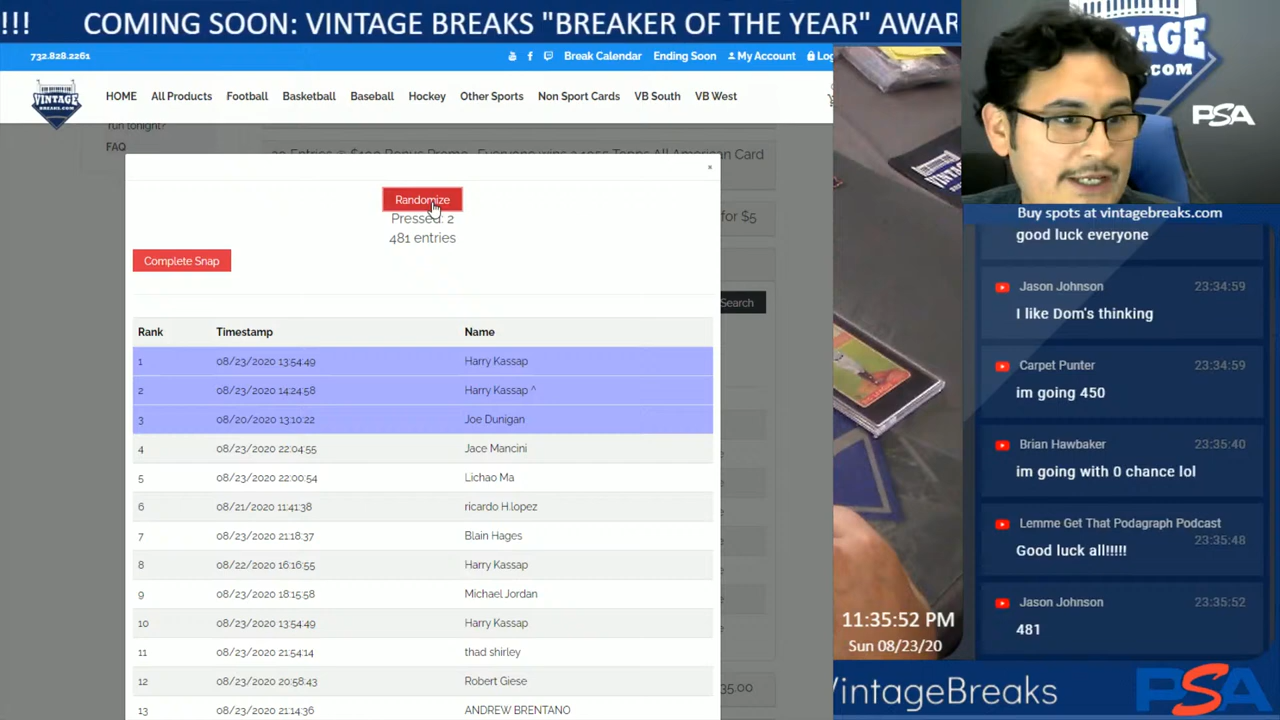 !!! COMING SOON: VINTAGE BREAKS "BREAKER OF THE YEAR" AWAR
732.828.2261
Break Calendar Ending Soon My Account Log
VINTAGE BREAKS.COM
HOME All Products Football Basketball Baseball Hockey Other Sports Non Sport Cards VB South VB West
run tonight?
FAQ
for $5
Search
35.00
×
Randomize
Pressed: 2
481 entries
Complete Snap
Rank Timestamp Name
1 08/23/2020 13:54:49 Harry Kassap
2 08/23/2020 14:24:58 Harry Kassap ^
3 08/20/2020 13:10:22 Joe Dunigan
4 08/23/2020 22:04:55 Jace Mancini
5 08/23/2020 22:00:54 Lichao Ma
6 08/21/2020 11:41:38 ricardo H.lopez
7 08/23/2020 21:18:37 Blain Hages
8 08/22/2020 16:16:55 Harry Kassap
9 08/23/2020 18:15:58 Michael Jordan
10 08/23/2020 13:54:49 Harry Kassap
11 08/23/2020 21:54:14 thad shirley
12 08/23/2020 20:58:43 Robert Giese
13 08/23/2020 21:14:36 ANDREW BRENTANO
PSA
Buy spots at vintagebreaks.com
good luck everyone
Jason Johnson 23:34:59
I like Dom's thinking
Carpet Punter 23:34:59
im going 450
Brian Hawbaker 23:35:40
im going with 0 chance lol
Lemme Get That Podagraph Podcast
23:35:48
Good luck all!!!!!
Jason Johnson 23:35:52
481
11:35:52 PM
Sun 08/23/20
/VintageBreaks
PSA